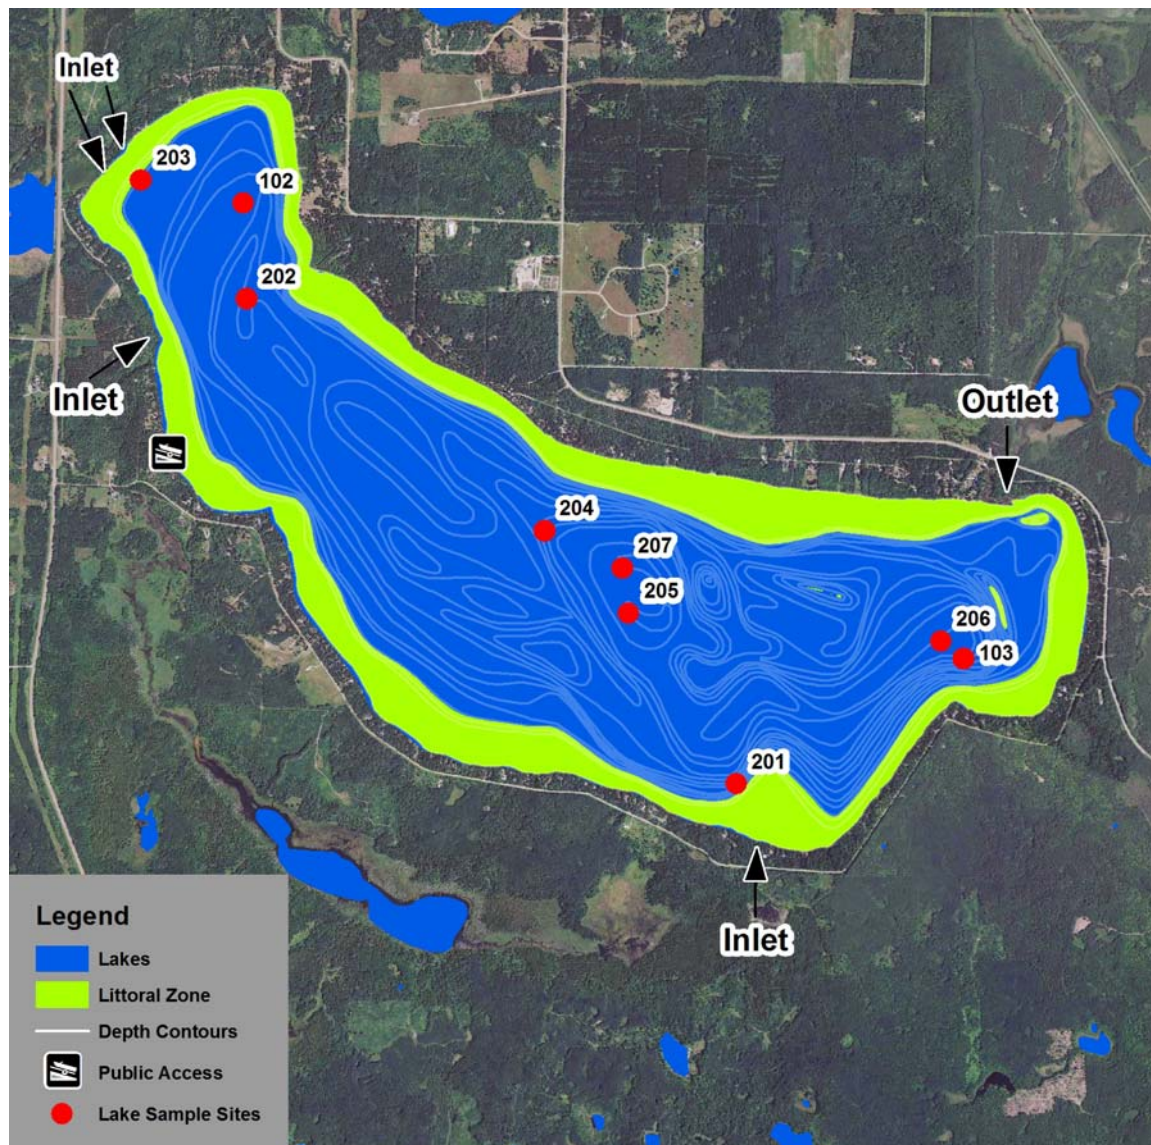 Inlet
203
102
202
Inlet
Outlet
204
207
205
206
103
201
Inlet
Legend
Lakes
Littoral Zone
Depth Contours
Public Access
Lake Sample Sites